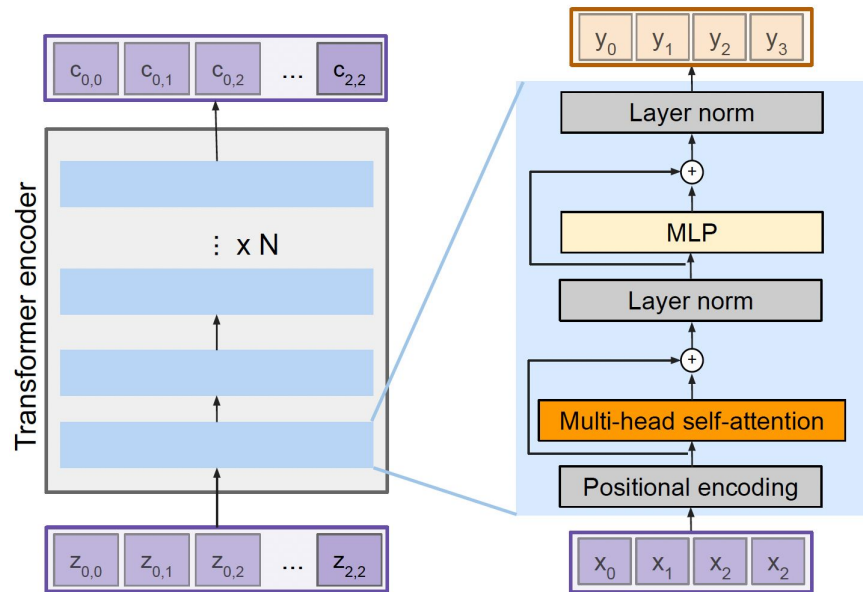 c0,0 c0,1 c0,2 ... c2,2
Transformer encoder
⋮ x N
z0,0 z0,1 z0,2 ... z2,2
y0 y1 y2 y3
Layer norm
+
MLP
Layer norm
+
Multi-head self-attention
Positional encoding
x0 x1 x2 x2